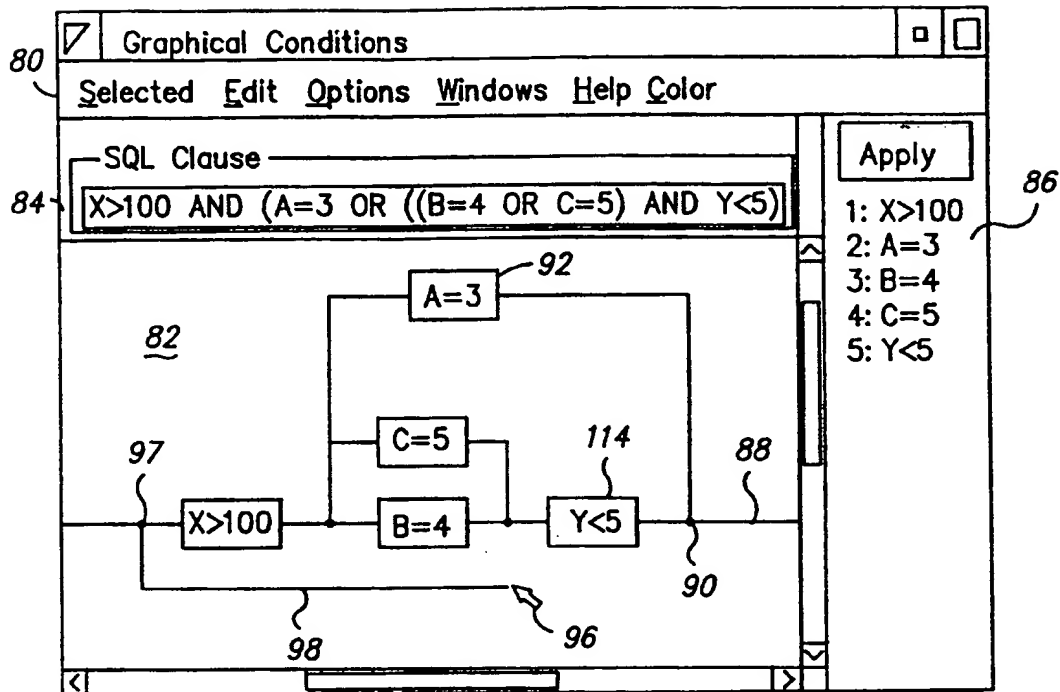 Graphical Conditions
80
Selected Edit Options Windows Help Color
SQL Clause
Apply
84
X>100 AND (A=3 OR ((B=4 OR C=5) AND Y<5)
86
1: X>100
2: A=3
3: B=4
4: C=5
5: Y<5
92
A=3
82
C=5
114
97
88
X>100
B=4
Y<5
90
98
96